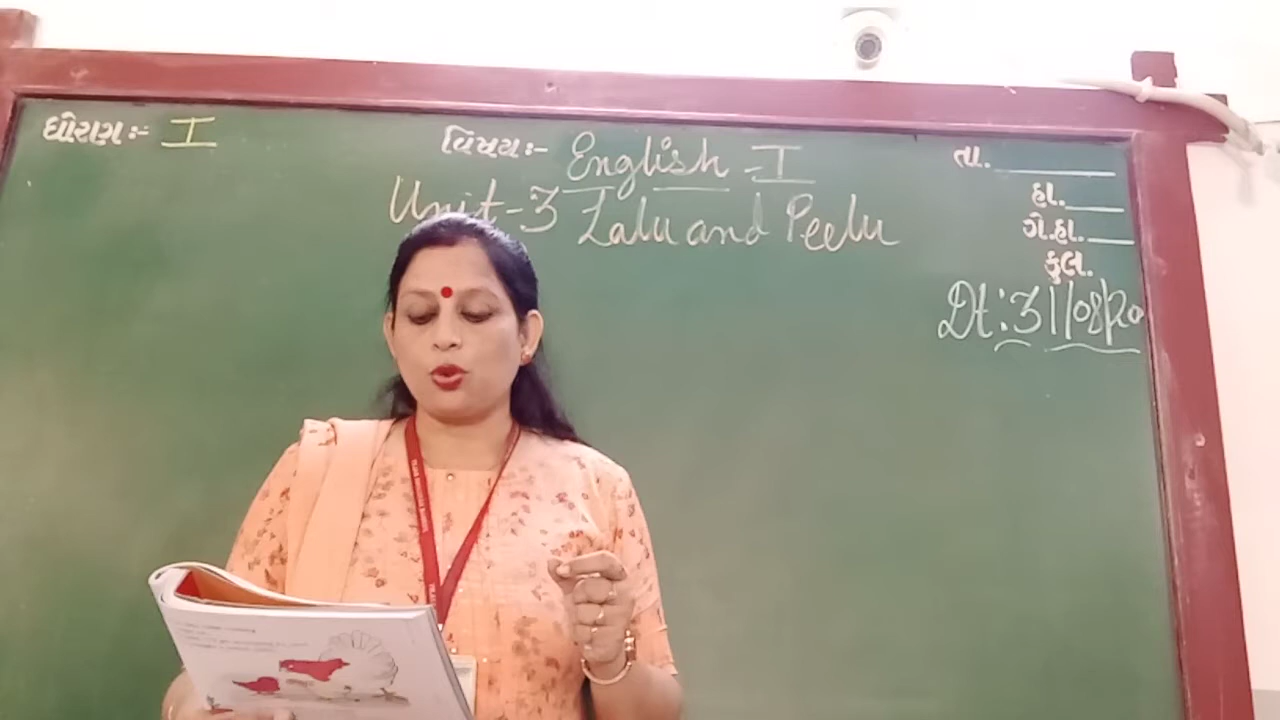 ધોરણઃ- I
વિષયઃ- English - I
Unit-3 Lalu and Peelu
તા.
હા.
ગે.હા.
કુલ.
Dt:31/08/20